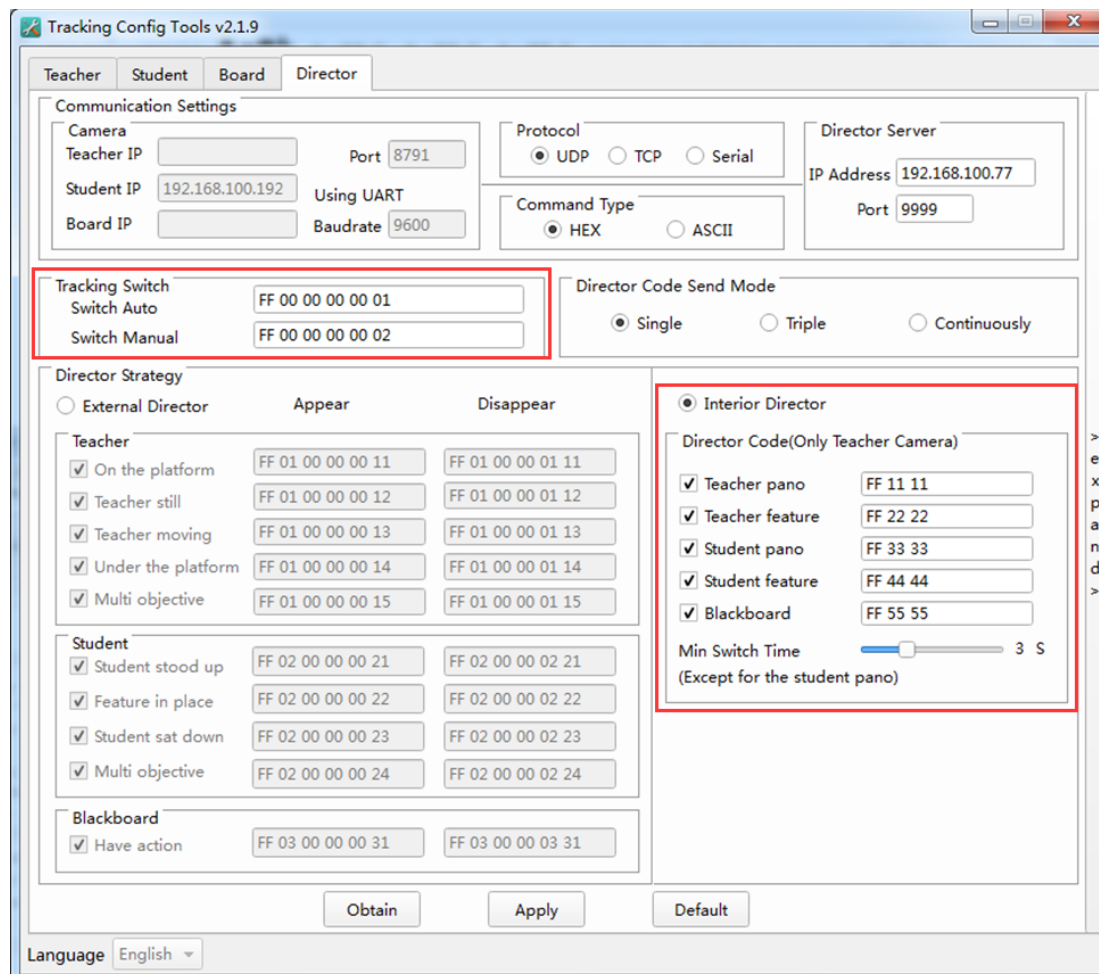 Tracking Config Tools v2.1.9
Teacher Student Board Director
Communication Settings
Camera
Teacher IP
Port 8791
Student IP 192.168.100.192
Using UART
Board IP
Baudrate 9600
Protocol
UDP TCP Serial
Command Type
HEX ASCII
Director Server
IP Address 192.168.100.77
Port 9999
Tracking Switch
Switch Auto FF 00 00 00 00 01
Switch Manual FF 00 00 00 00 02
Director Code Send Mode
Single Triple Continuously
Director Strategy
External Director Appear Disappear
Teacher
On the platform FF 01 00 00 00 11 FF 01 00 00 01 11
Teacher still FF 01 00 00 00 12 FF 01 00 00 01 12
Teacher moving FF 01 00 00 00 13 FF 01 00 00 01 13
Under the platform FF 01 00 00 00 14 FF 01 00 00 01 14
Multi objective FF 01 00 00 00 15 FF 01 00 00 01 15
Student
Student stood up FF 02 00 00 00 21 FF 02 00 00 02 21
Feature in place FF 02 00 00 00 22 FF 02 00 00 02 22
Student sat down FF 02 00 00 00 23 FF 02 00 00 02 23
Multi objective FF 02 00 00 00 24 FF 02 00 00 02 24
Blackboard
Have action FF 03 00 00 00 31 FF 03 00 00 03 31
Interior Director
Director Code(Only Teacher Camera)
Teacher pano FF 11 11
Teacher feature FF 22 22
Student pano FF 33 33
Student feature FF 44 44
Blackboard FF 55 55
Min Switch Time 3 S
(Except for the student pano)
>
e
x
p
a
n
d
>
Obtain Apply Default
Language English